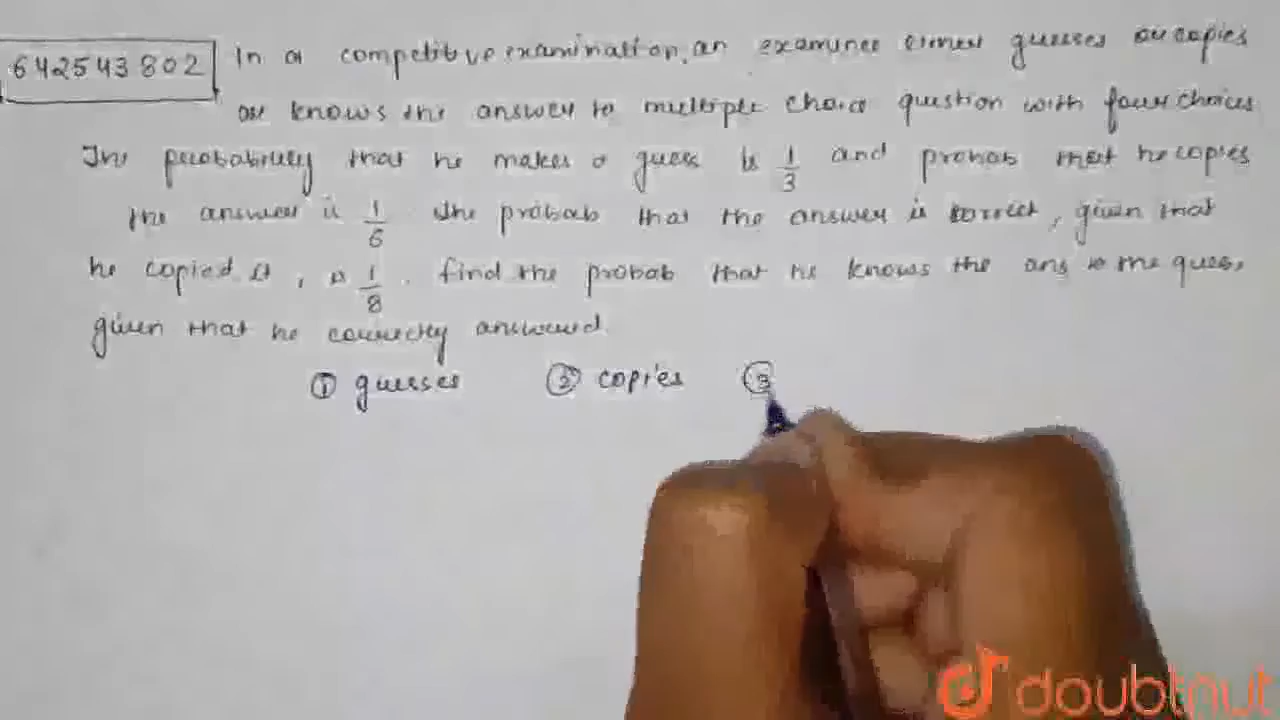 642543802
In a competitive examination, an examinee either guesses or copies
or knows the answer to multiple choice question with four choices
The probability that he makes a guess is 1/3 and probab that he copies
the answer is 1/6 The probab that the answer is correct, given that
he copied it, is 1/8. find the probab that he knows the ans to the ques,
given that he correctly answered.
① guesses ② copies ③
doubtnut